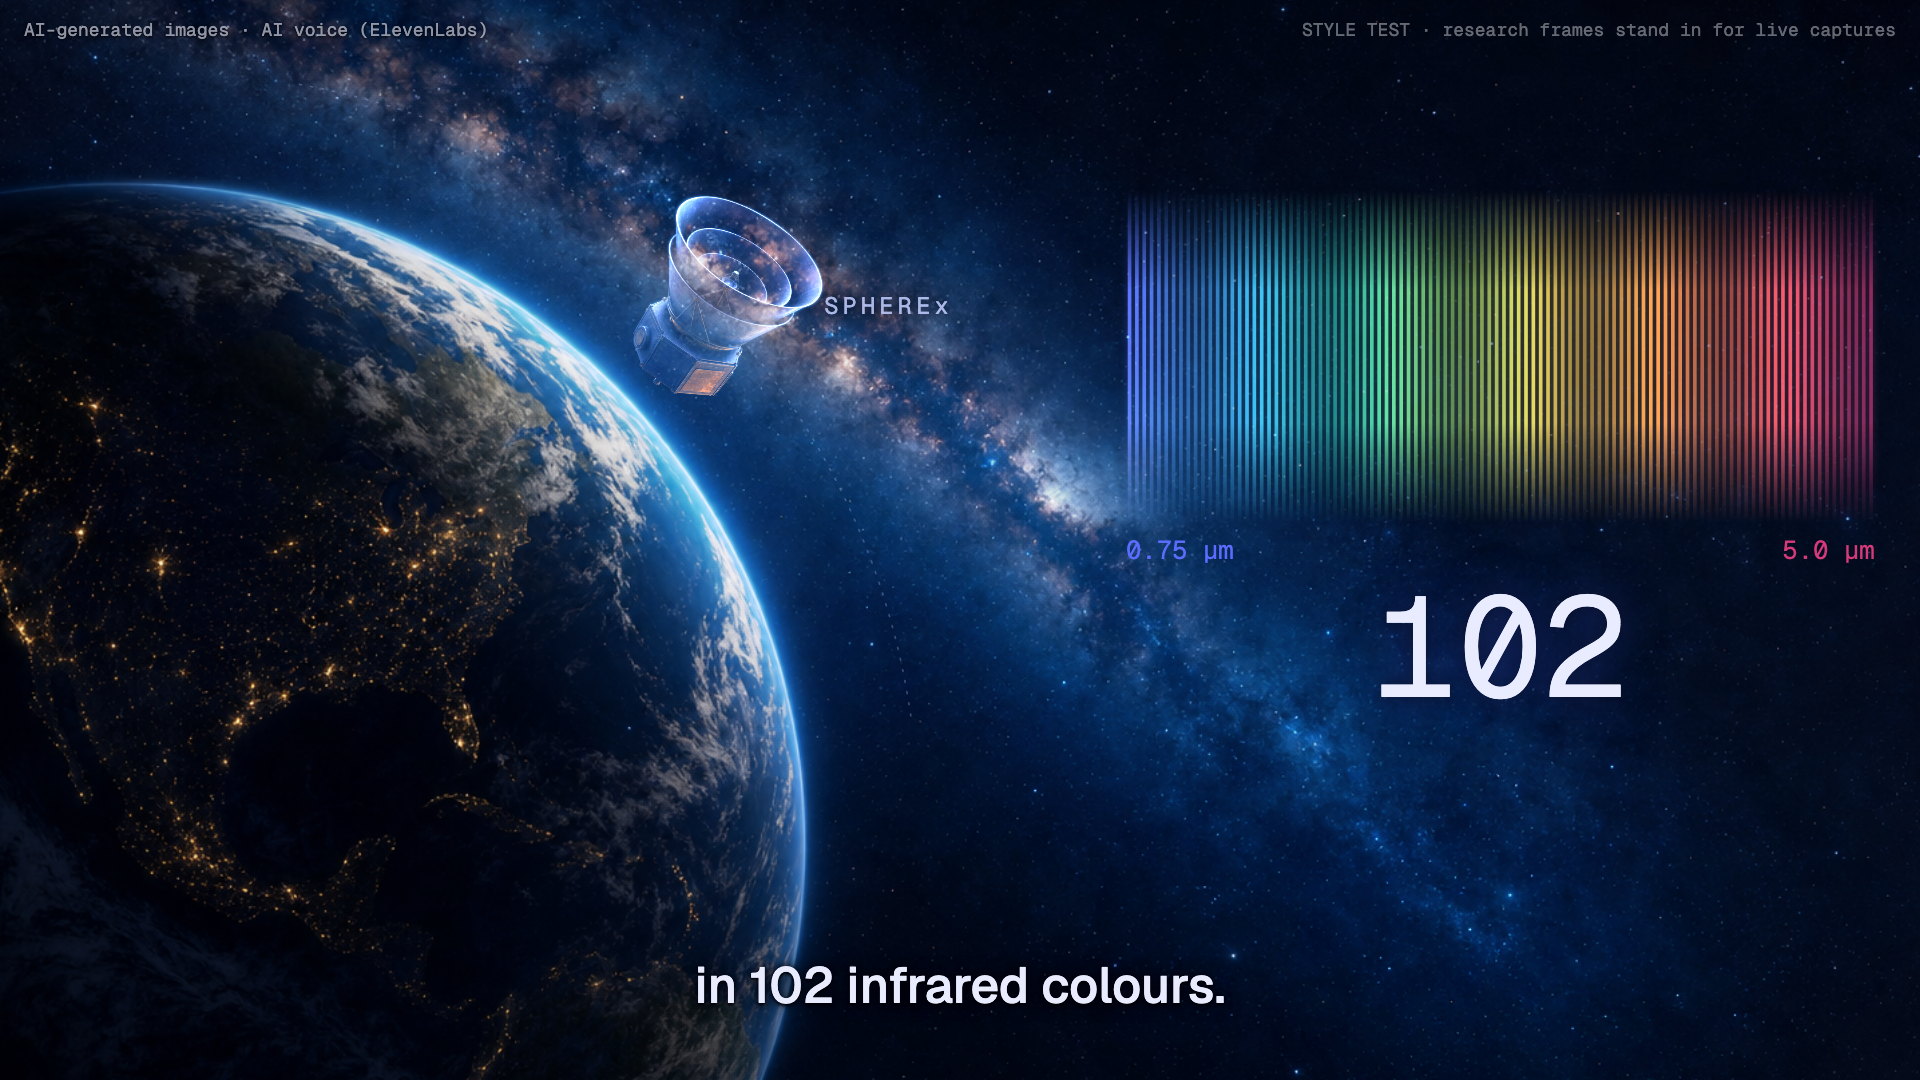 AI-generated images · AI voice (ElevenLabs)
STYLE TEST · research frames stand in for live captures
SPHEREx
0.75 µm
5.0 µm
102
in 102 infrared colours.